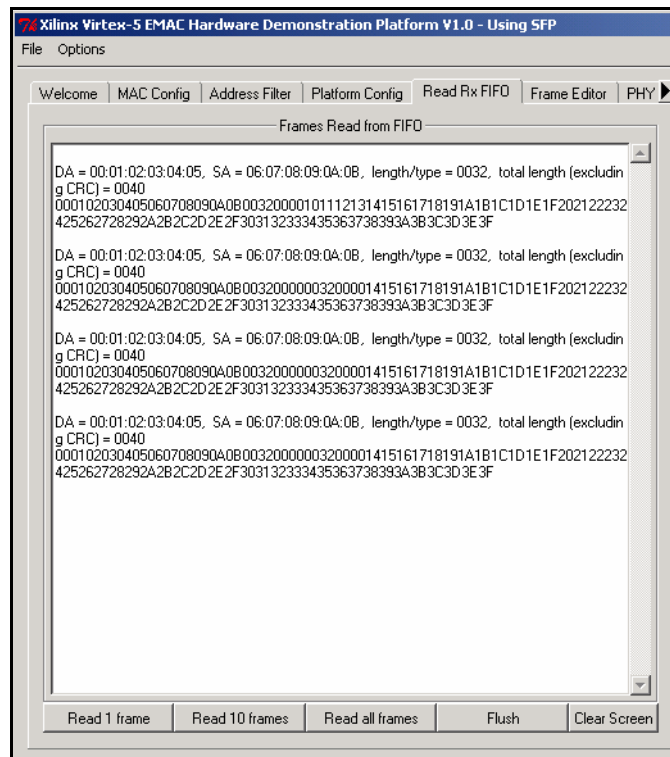 Xilinx Virtex-5 EMAC Hardware Demonstration Platform V1.0 - Using SFP
File Options
Welcome MAC Config Address Filter Platform Config Read Rx FIFO Frame Editor PHY
Frames Read from FIFO
DA = 00:01:02:03:04:05, SA = 06:07:08:09:0A:0B, length/type = 0032, total length (excludin
g CRC) = 0040
000102030405060708090A0B00320000101112131415161718191A1B1C1D1E1F202122232
425262728292A2B2C2D2E2F303132333435363738393A3B3C3D3E3F
DA = 00:01:02:03:04:05, SA = 06:07:08:09:0A:0B, length/type = 0032, total length (excludin
g CRC) = 0040
000102030405060708090A0B00320000003200001415161718191A1B1C1D1E1F202122232
425262728292A2B2C2D2E2F303132333435363738393A3B3C3D3E3F
DA = 00:01:02:03:04:05, SA = 06:07:08:09:0A:0B, length/type = 0032, total length (excludin
g CRC) = 0040
000102030405060708090A0B00320000003200001415161718191A1B1C1D1E1F202122232
425262728292A2B2C2D2E2F303132333435363738393A3B3C3D3E3F
DA = 00:01:02:03:04:05, SA = 06:07:08:09:0A:0B, length/type = 0032, total length (excludin
g CRC) = 0040
000102030405060708090A0B00320000003200001415161718191A1B1C1D1E1F202122232
425262728292A2B2C2D2E2F303132333435363738393A3B3C3D3E3F
Read 1 frame Read 10 frames Read all frames Flush Clear Screen